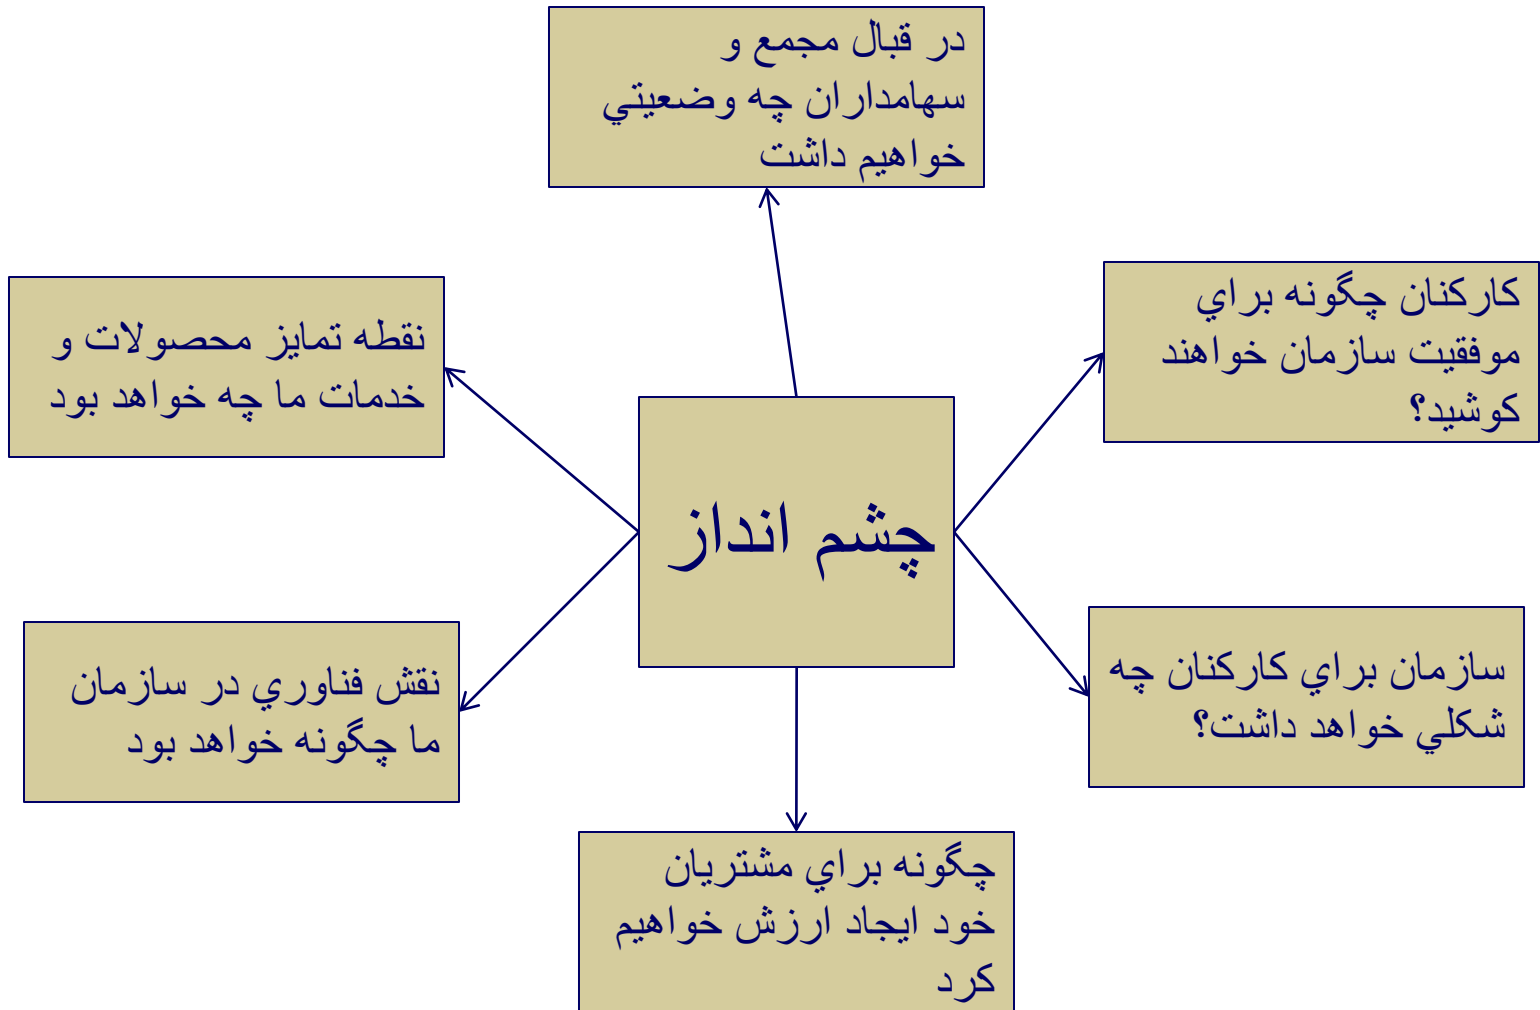 در قبال مجمع و
سهامداران چه وضعيتي
خواهيم داشت
كاركنان چگونه براي
موفقيت سازمان خواهند
كوشيد؟
نقطه تمايز محصولات و
خدمات ما چه خواهد بود
چشم انداز
سازمان براي كاركنان چه
شكلي خواهد داشت؟
نقش فناوري در سازمان
ما چگونه خواهد بود
چگونه براي مشتريان
خود ايجاد ارزش خواهيم
كرد